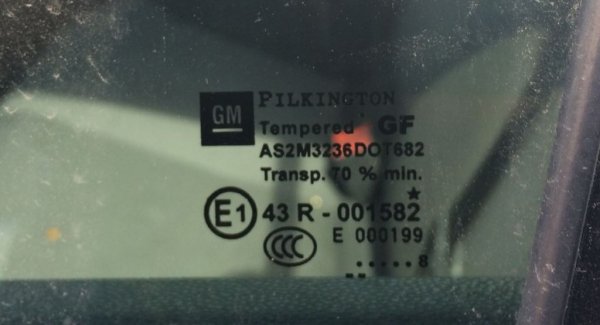 GM PILKINGTON
Tempered GF
AS2M3236DOT682
Transp. 70 % min.
E1 43 R - 001582
CCC E 000199
..... 8